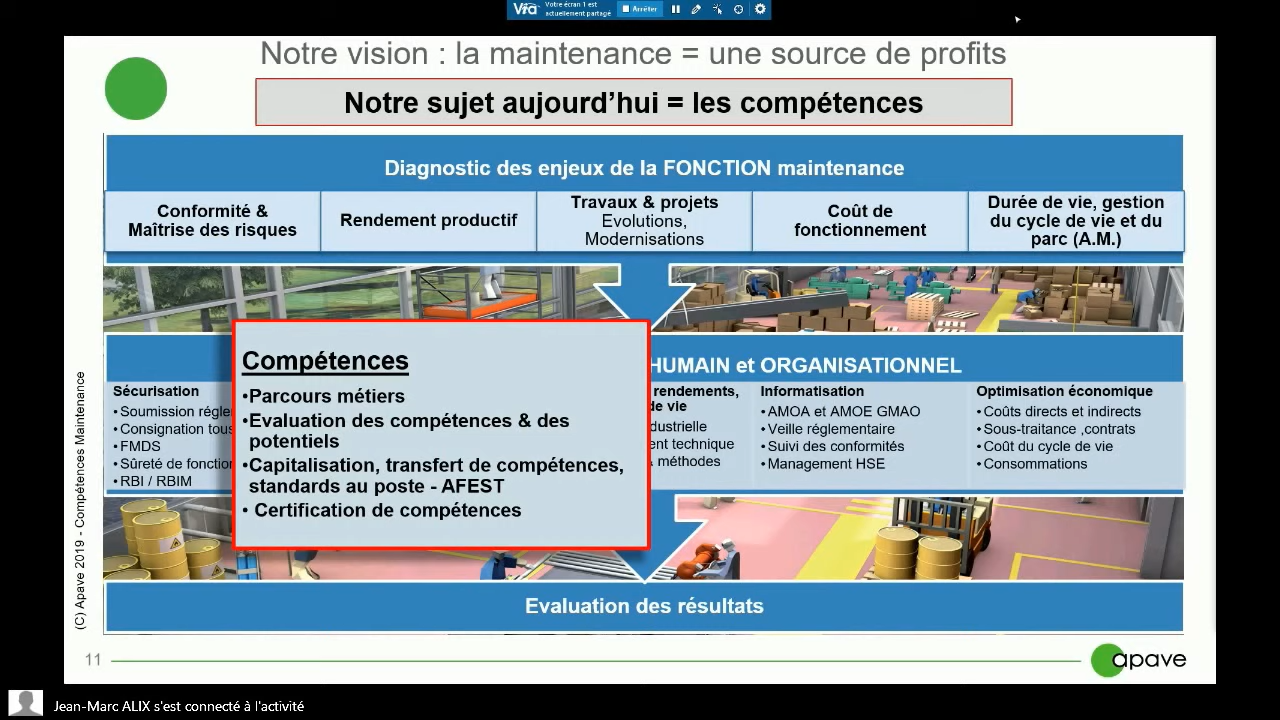 Vfa
Votre écran 1 est
actuellement partagé
Arrêter
Notre vision : la maintenance = une source de profits
Notre sujet aujourd’hui = les compétences
Diagnostic des enjeux de la FONCTION maintenance
Conformité &
Maîtrise des risques
Rendement productif
Travaux & projets
Evolutions,
Modernisations
Coût de
fonctionnement
Durée de vie, gestion
du cycle de vie et du
parc (A.M.)
HUMAIN et ORGANISATIONNEL
Sécurisation
•Soumission
•Consignation
•FMDS
•Sûreté de
•RBI / RBIM
Compétences
•Parcours métiers
•Evaluation des compétences & des
potentiels
•Capitalisation, transfert de compétences,
standards au poste - AFEST
• Certification de compétences
rendements,
de vie
technique
méthodes
Informatisation
•AMOA et AMOE GMAO
•Veille réglementaire
•Suivi des conformités
•Management HSE
Optimisation économique
•Coûts directs et indirects
•Sous-traitance ,contrats
•Coût du cycle de vie
•Consommations
Evaluation des résultats
(C) Apave 2019 - Compétences Maintenance
11
apave
Jean-Marc ALIX s'est connecté à l'activité